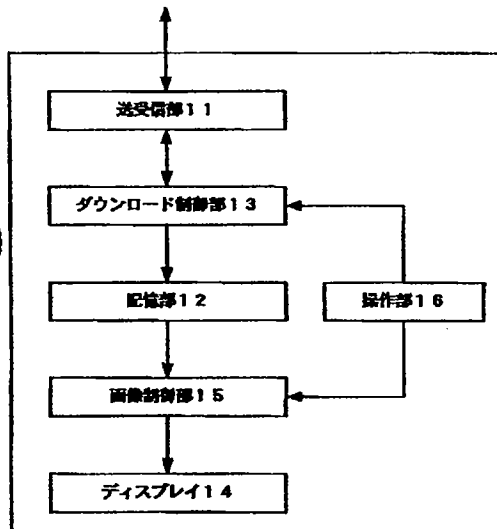 送受信部11
ダウンロード制御部13
記憶部12
操作部16
画像制御部15
ディスプレイ14